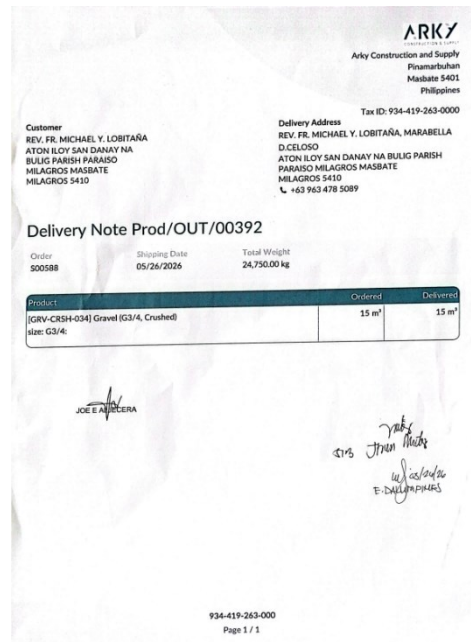 ARKY
CONSTRUCTION & SUPPLY
Arky Construction and Supply
Pinamarbuhan
Masbate 5401
Philippines
Tax ID: 934-419-263-0000
Customer
REV. FR. MICHAEL Y. LOBITAÑA
ATON ILOY SAN DANAY NA
BULIG PARISH PARAISO
MILAGROS MASBATE
MILAGROS 5410
Delivery Address
REV. FR. MICHAEL Y. LOBITAÑA, MARABELLA
D.CELOSO
ATON ILOY SAN DANAY NA BULIG PARISH
PARAISO MILAGROS MASBATE
MILAGROS 5410
+63 963 478 5089
Delivery Note Prod/OUT/00392
Order Shipping Date Total Weight
S00588 05/26/2026 24,750.00 kg
Product Ordered Delivered
[GRV-CRSH-034] Gravel (G3/4, Crushed) 15 m³ 15 m³
size: G3/4:
JOE E
934-419-263-000
Page 1 / 1